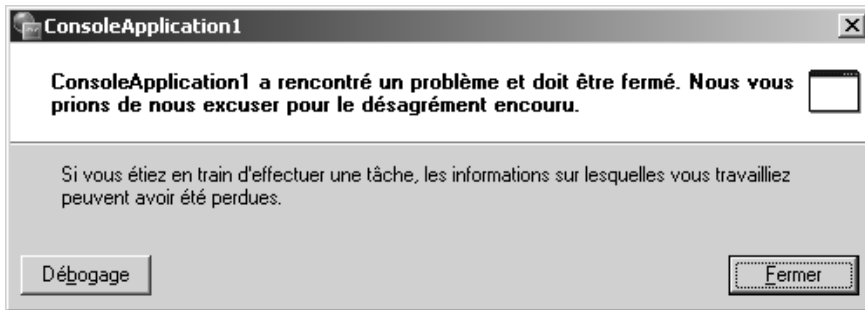 ConsoleApplication1
ConsoleApplication1 a rencontré un problème et doit être fermé. Nous vous
prions de nous excuser pour le désagrément encouru.
Si vous étiez en train d'effectuer une tâche, les informations sur lesquelles vous travailliez
peuvent avoir été perdues.
Débogage
Fermer